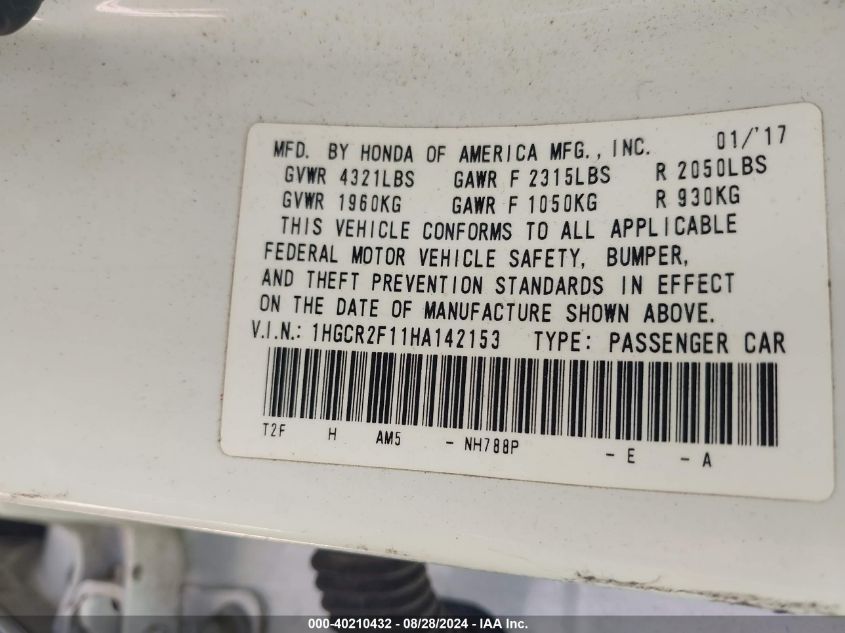 MFD. BY HONDA OF AMERICA MFG., INC. 01/'17
GVWR 4321LBS GAWR F 2315LBS R 2050LBS
GVWR 1960KG GAWR F 1050KG R 930KG
THIS VEHICLE CONFORMS TO ALL APPLICABLE
FEDERAL MOTOR VEHICLE SAFETY, BUMPER,
AND THEFT PREVENTION STANDARDS IN EFFECT
ON THE DATE OF MANUFACTURE SHOWN ABOVE.
V.I.N.: 1HGCR2F11HA142153 TYPE: PASSENGER CAR
T2F H AM5 - NH788P - E - A
000-40210432 - 08/28/2024 - IAA Inc.